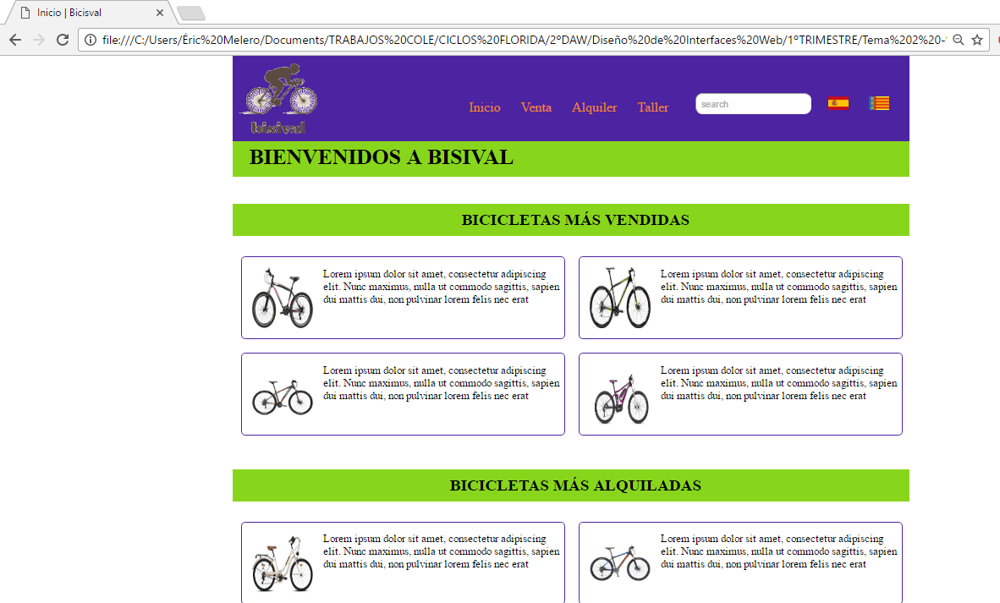 Inicio | Bicisval
file:///C:/Users/Éric%20Melero/Documents/TRABAJOS%20COLE/CICLOS%20FLORIDA/2ºDAW/Diseño%20de%20Interfaces%20Web/1ºTRIMESTRE/Tema%202%20-
bisival
Inicio Venta Alquiler Taller search
BIENVENIDOS A BISIVAL
BICICLETAS MÁS VENDIDAS
Lorem ipsum dolor sit amet, consectetur adipiscing
elit. Nunc maximus, nulla ut commodo sagittis, sapien
dui mattis dui, non pulvinar lorem felis nec erat
Lorem ipsum dolor sit amet, consectetur adipiscing
elit. Nunc maximus, nulla ut commodo sagittis, sapien
dui mattis dui, non pulvinar lorem felis nec erat
Lorem ipsum dolor sit amet, consectetur adipiscing
elit. Nunc maximus, nulla ut commodo sagittis, sapien
dui mattis dui, non pulvinar lorem felis nec erat
Lorem ipsum dolor sit amet, consectetur adipiscing
elit. Nunc maximus, nulla ut commodo sagittis, sapien
dui mattis dui, non pulvinar lorem felis nec erat
BICICLETAS MÁS ALQUILADAS
Lorem ipsum dolor sit amet, consectetur adipiscing
elit. Nunc maximus, nulla ut commodo sagittis, sapien
dui mattis dui, non pulvinar lorem felis nec erat
Lorem ipsum dolor sit amet, consectetur adipiscing
elit. Nunc maximus, nulla ut commodo sagittis, sapien
dui mattis dui, non pulvinar lorem felis nec erat